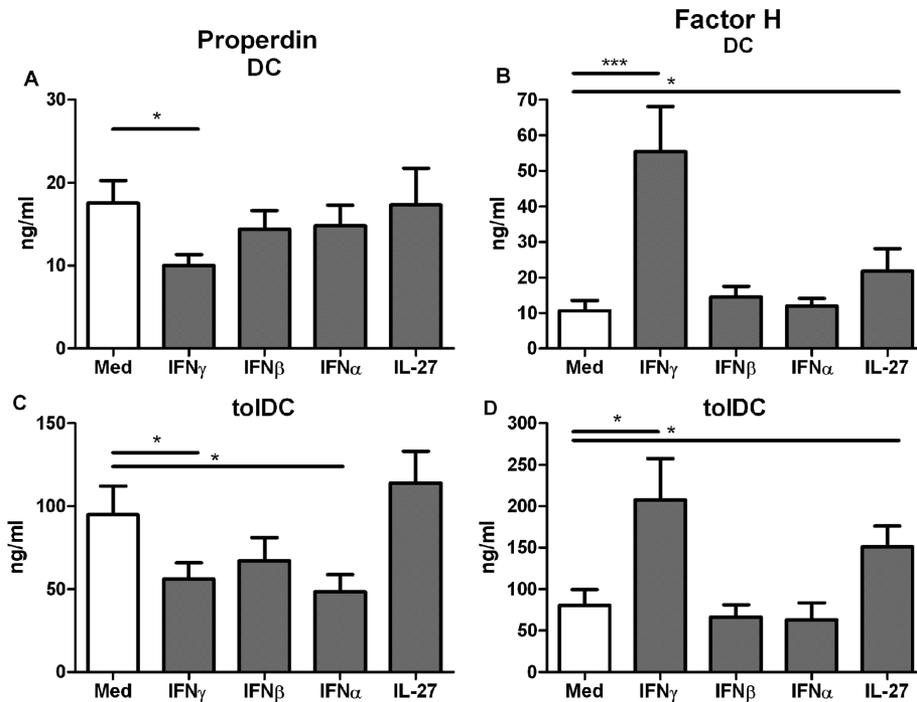 Properdin
DC
Factor H
DC
A
*
30
20
10
0
ng/ml
Med IFNγ IFNβ IFNα IL-27
B
***
*
70
60
50
40
30
20
10
0
ng/ml
Med IFNγ IFNβ IFNα IL-27
C
tolDC
*
*
150
100
50
0
ng/ml
Med IFNγ IFNβ IFNα IL-27
D
tolDC
*
*
300
250
200
150
100
50
0
ng/ml
Med IFNγ IFNβ IFNα IL-27